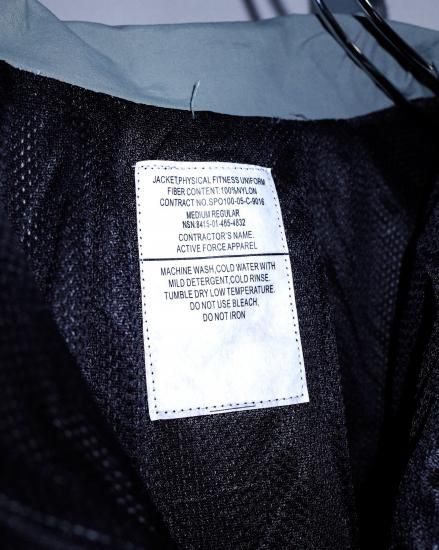 JACKET,PHYSICAL FITNESS UNIFORM
FIBER CONTENT:100%NYLON
CONTRACT NO.SPO100-05-C-9016
MEDIUM REGULAR
NSN:8415-01-465-4832
CONTRACTOR'S NAME.
ACTIVE FORCE APPAREL
MACHINE WASH,COLD WATER WITH
MILD DETERGENT,COLD RINSE.
TUMBLE DRY LOW TEMPERATURE.
DO NOT USE BLEACH,
DO NOT IRON